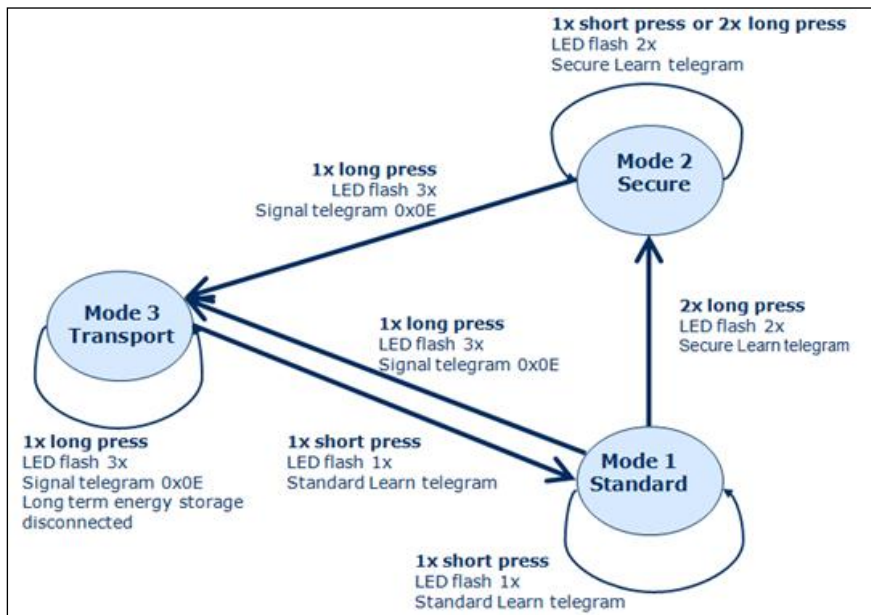 1x short press or 2x long press
LED flash 2x
Secure Learn telegram
Mode 2
Secure
1x long press
LED flash 3x
Signal telegram 0x0E
Mode 3
Transport
1x long press
LED flash 3x
Signal telegram 0x0E
2x long press
LED flash 2x
Secure Learn telegram
1x long press
LED flash 3x
Signal telegram 0x0E
Long term energy storage
disconnected
1x short press
LED flash 1x
Standard Learn telegram
Mode 1
Standard
1x short press
LED flash 1x
Standard Learn telegram